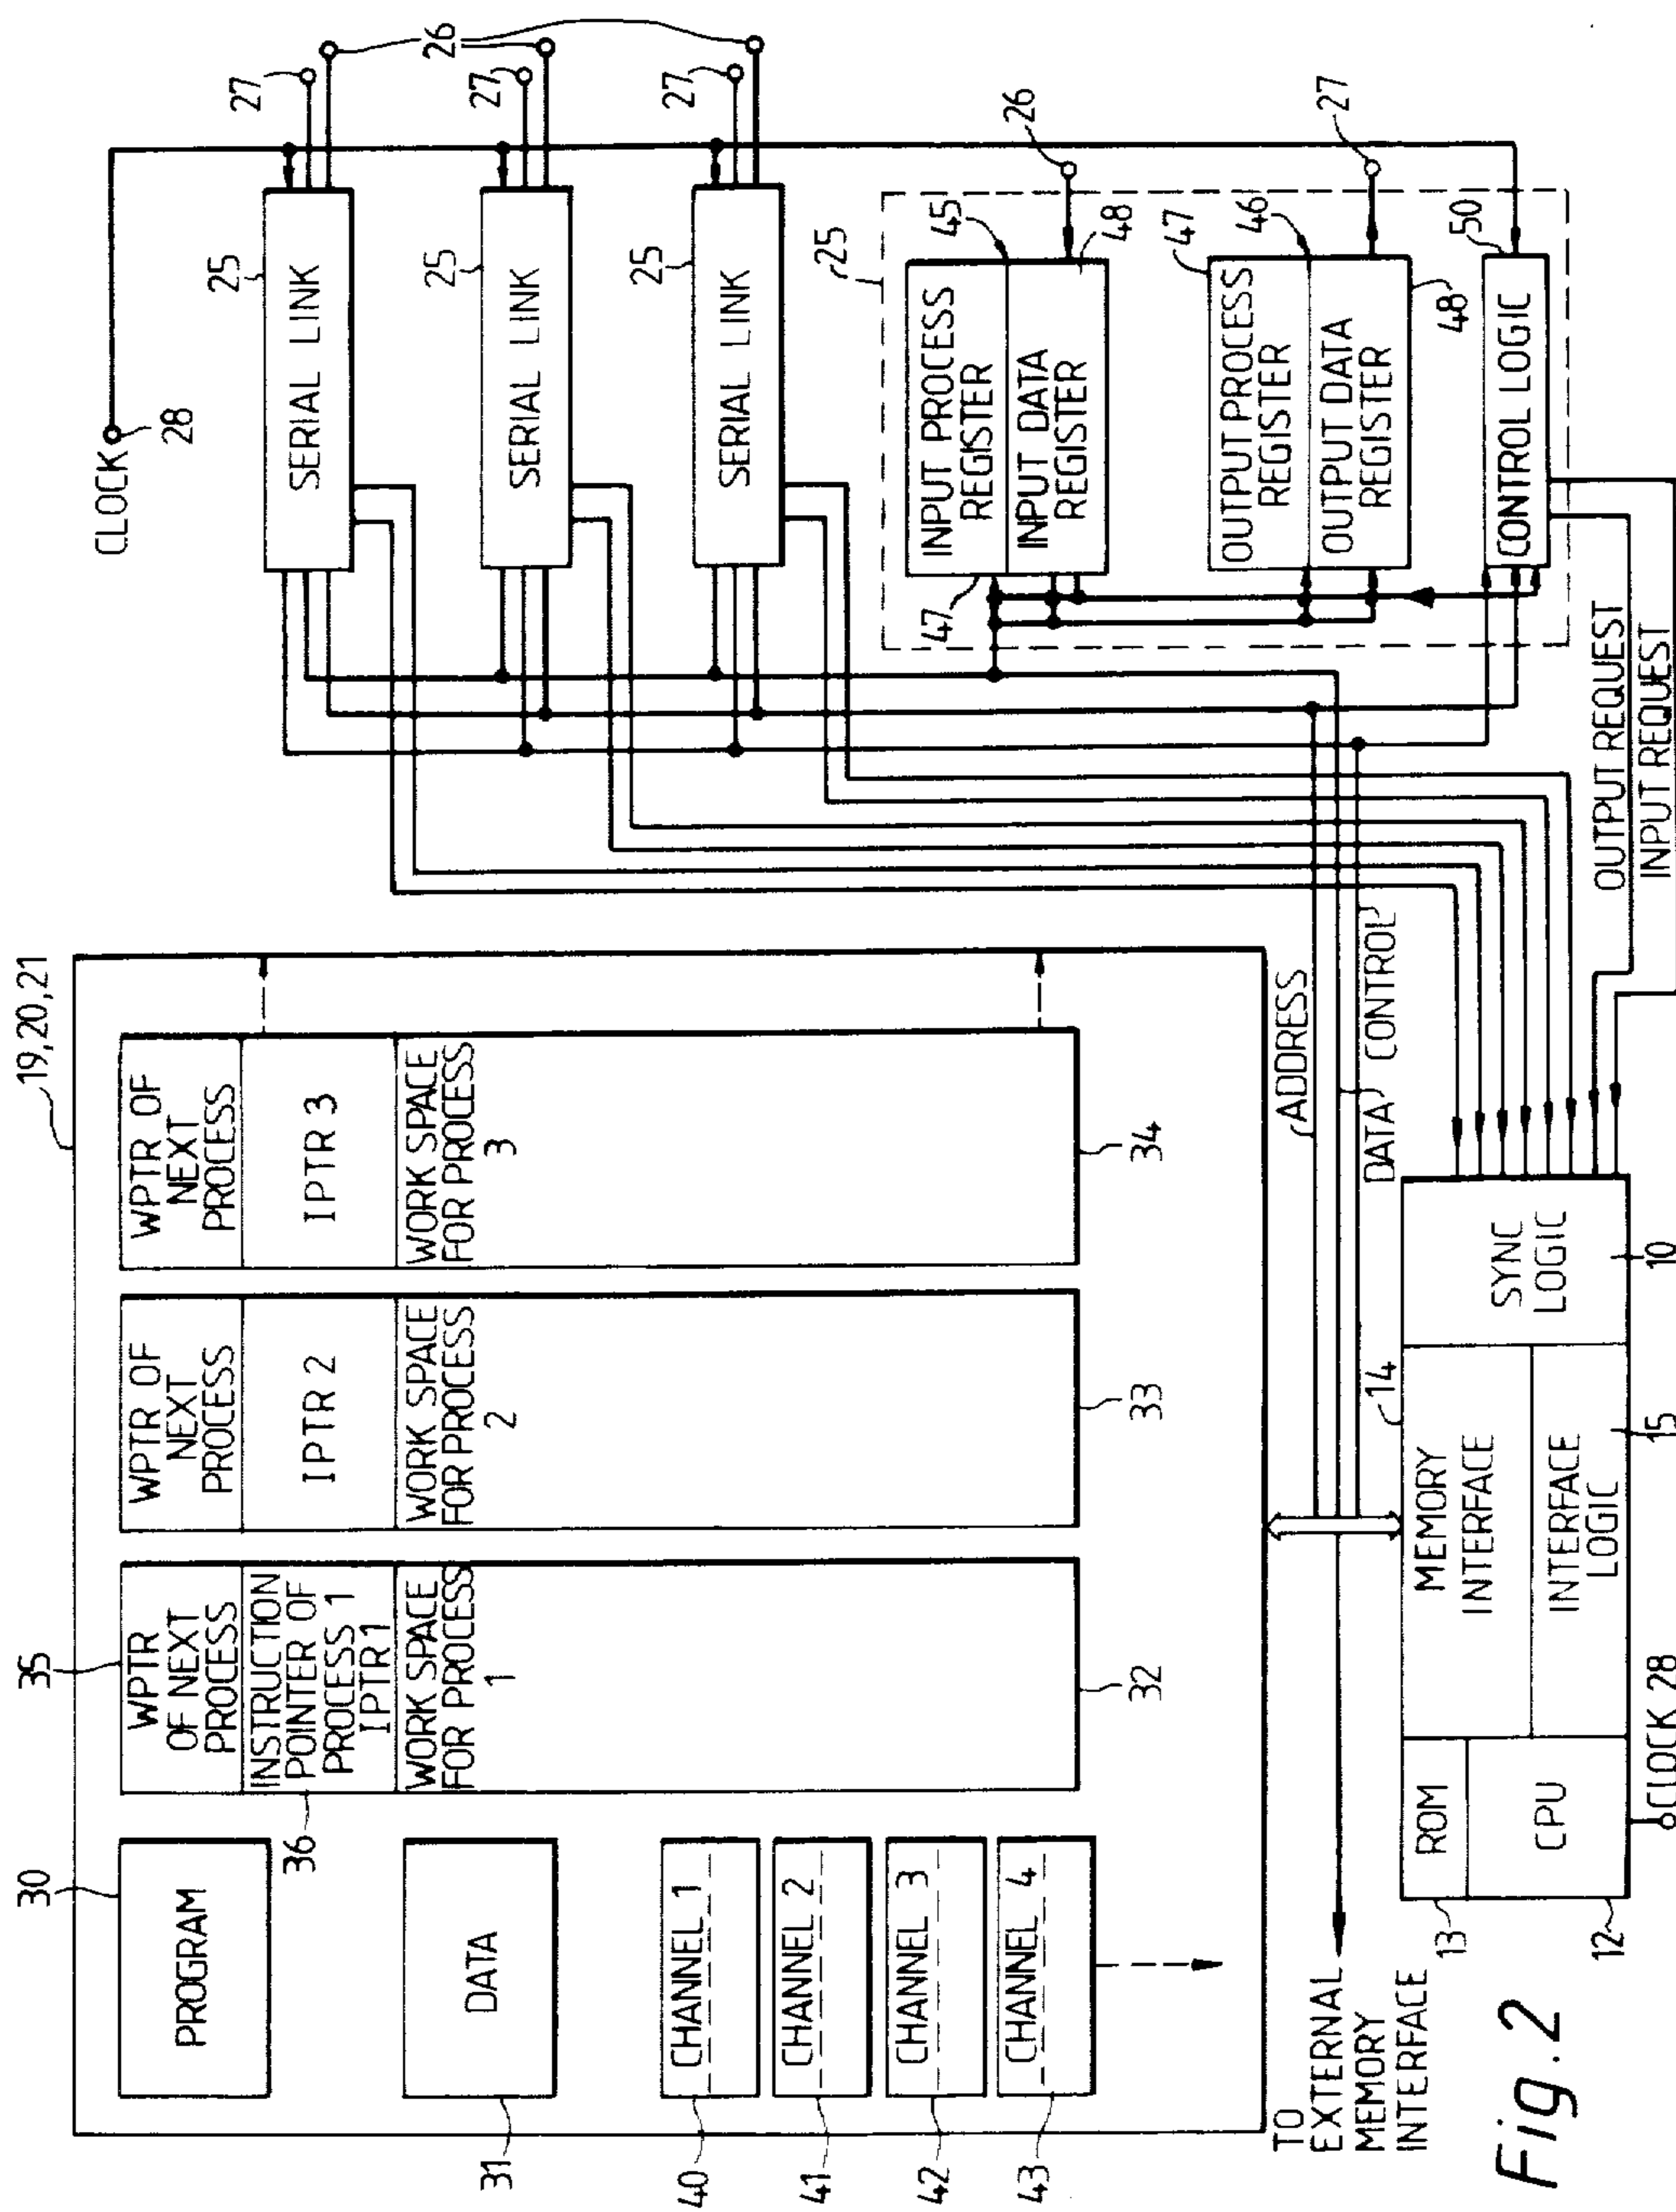 19,20,21
30
PROGRAM
31
DATA
40
CHANNEL 1
41
CHANNEL 2
42
CHANNEL 3
43
CHANNEL 4
35
WPTR
OF NEXT
PROCESS
36
INSTRUCTION
POINTER OF
PROCESS 1
IPTR1
WORK SPACE
FOR PROCESS
1
32
WPTR OF
NEXT
PROCESS
IPTR 2
WORK SPACE
FOR PROCESS
2
33
WPTR OF
NEXT
PROCESS
IPTR 3
WORK SPACE
FOR PROCESS
3
34
CLOCK
28
25
SERIAL LINK
27
26
25
SERIAL LINK
27
25
SERIAL LINK
27
25
47
INPUT PROCESS
REGISTER
45
INPUT DATA
REGISTER
48
26
OUTPUT PROCESS
REGISTER
47
46
OUTPUT DATA
REGISTER
48
27
CONTROL LOGIC
50
OUTPUT REQUEST
INPUT REQUEST
ADDRESS
DATA
CONTROL
TO
EXTERNAL
MEMORY
INTERFACE
13
ROM
12
CPU
CLOCK 28
14
MEMORY
INTERFACE
INTERFACE
LOGIC
15
SYNC
LOGIC
10
Fig.2